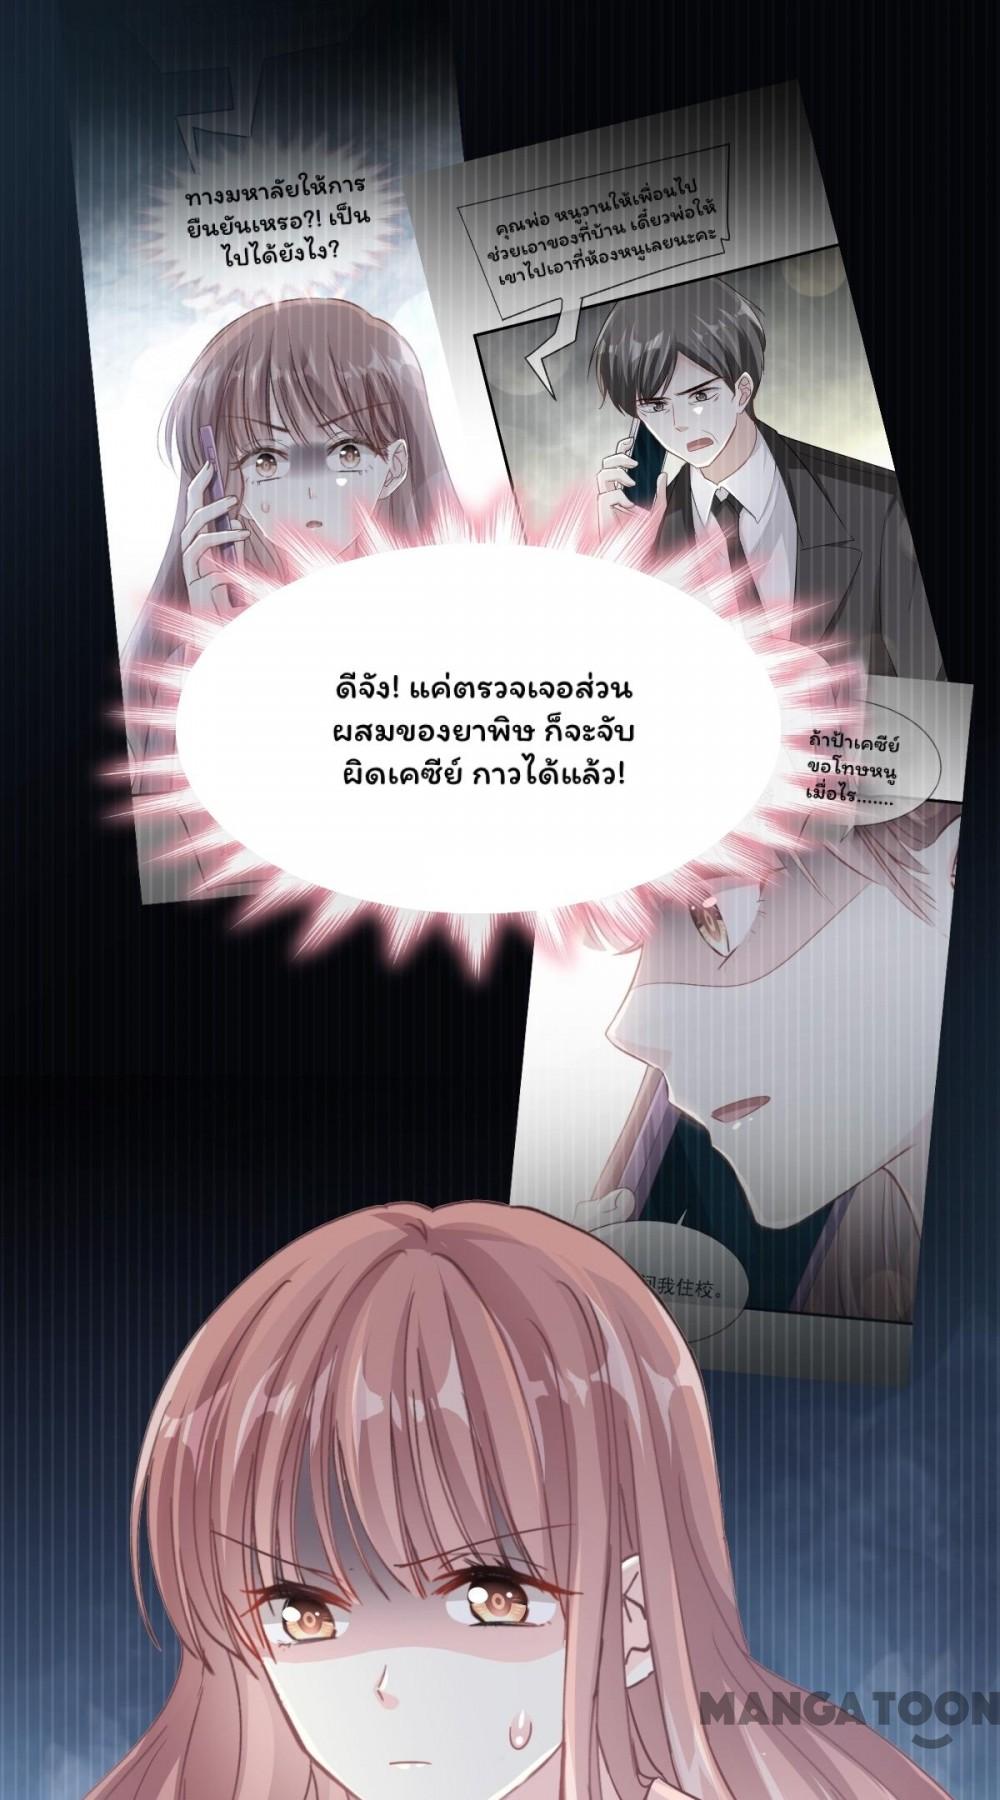 ทางมหาลัยให้การ
ยืนยันเหรอ?! เป็น
ไปได้ยังไง?
คุณพ่อ หนูวานให้เพื่อนไป
ช่วยเอาของที่บ้าน เดี๋ยวพ่อให้
เขาไปเอาที่ห้องหนูเลยนะคะ
ดีจัง! แค่ตรวจเจอส่วน
ผสมของยาพิษ ก็จะจับ
ผิดเคซีย์ กาวได้แล้ว!
ถ้าป้าเคซีย์
ขอโทษหนู
เมื่อไร.......
我住校。
MANGATOON